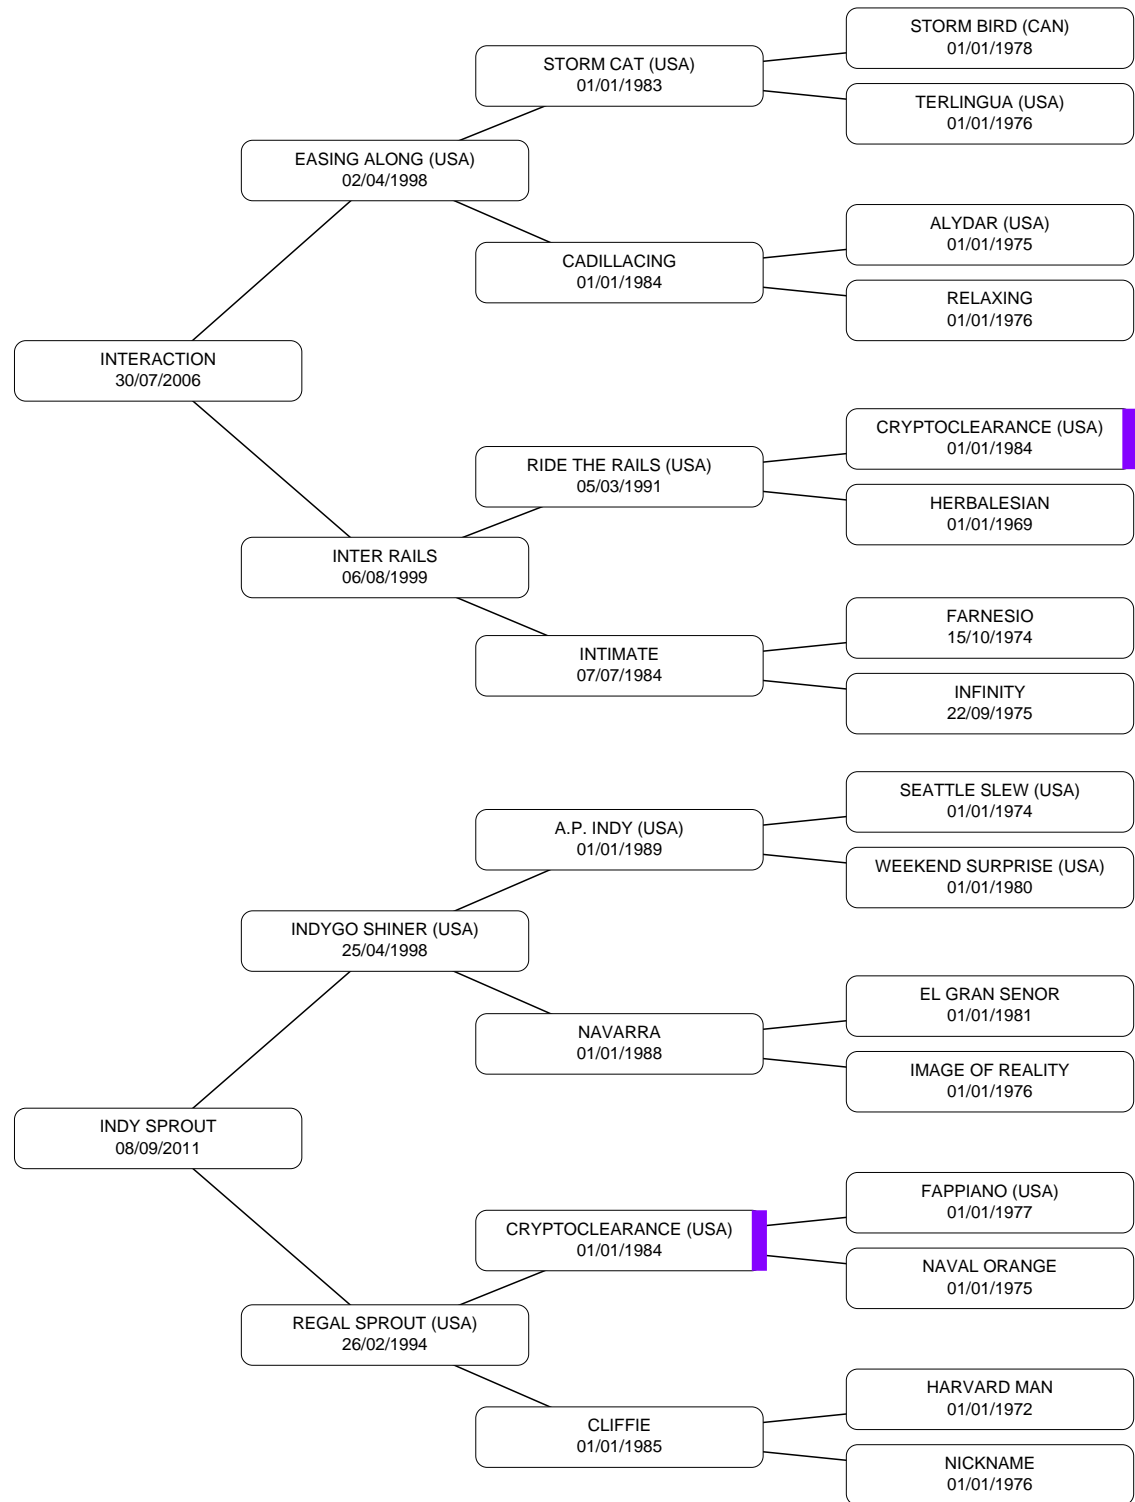 STORM BIRD (CAN)
01/01/1978
STORM CAT (USA)
01/01/1983
TERLINGUA (USA)
01/01/1976
EASING ALONG (USA)
02/04/1998
ALYDAR (USA)
01/01/1975
CADILLACING
01/01/1984
RELAXING
01/01/1976
INTERACTION
30/07/2006
CRYPTOCLEARANCE (USA)
01/01/1984
RIDE THE RAILS (USA)
05/03/1991
HERBALESIAN
01/01/1969
INTER RAILS
06/08/1999
FARNESIO
15/10/1974
INTIMATE
07/07/1984
INFINITY
22/09/1975
SEATTLE SLEW (USA)
01/01/1974
A.P. INDY (USA)
01/01/1989
WEEKEND SURPRISE (USA)
01/01/1980
INDYGO SHINER (USA)
25/04/1998
EL GRAN SENOR
01/01/1981
NAVARRA
01/01/1988
IMAGE OF REALITY
01/01/1976
INDY SPROUT
08/09/2011
FAPPIANO (USA)
01/01/1977
CRYPTOCLEARANCE (USA)
01/01/1984
NAVAL ORANGE
01/01/1975
REGAL SPROUT (USA)
26/02/1994
HARVARD MAN
01/01/1972
CLIFFIE
01/01/1985
NICKNAME
01/01/1976